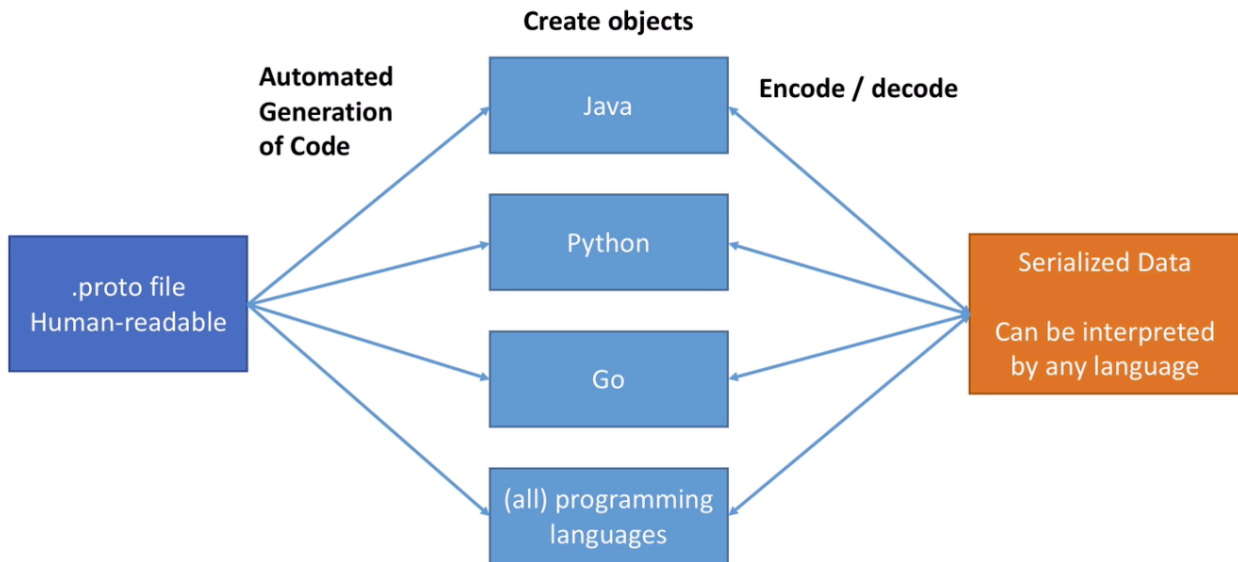 Create objects
Automated
Generation
of Code
Java
Encode / decode
Python
.proto file
Human-readable
Serialized Data
Can be interpreted
by any language
Go
(all) programming
languages